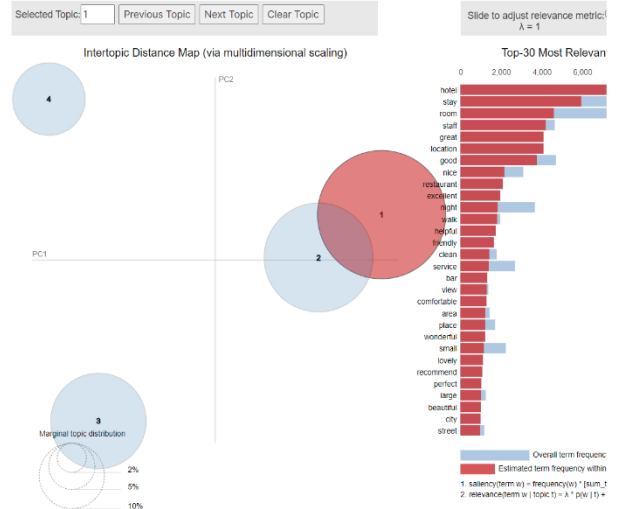 Selected Topic: 1 Previous Topic Next Topic Clear Topic
Slide to adjust relevance metric:
λ = 1
Intertopic Distance Map (via multidimensional scaling)
PC2
PC1
4
1
2
3
Marginal topic distribution
2%
5%
10%
Top-30 Most Relevan
0 2,000 4,000 6,000
hotel
stay
room
staff
great
location
good
nice
restaurant
excellent
night
walk
helpful
friendly
clean
service
bar
view
comfortable
area
place
wonderful
small
lovely
recommend
perfect
large
beautiful
city
street
Overall term frequenc
Estimated term frequency within
1. saliency(term w) = frequency(w) * [sum_t
2. relevance(term w | topic t) = λ * p(w | t) +